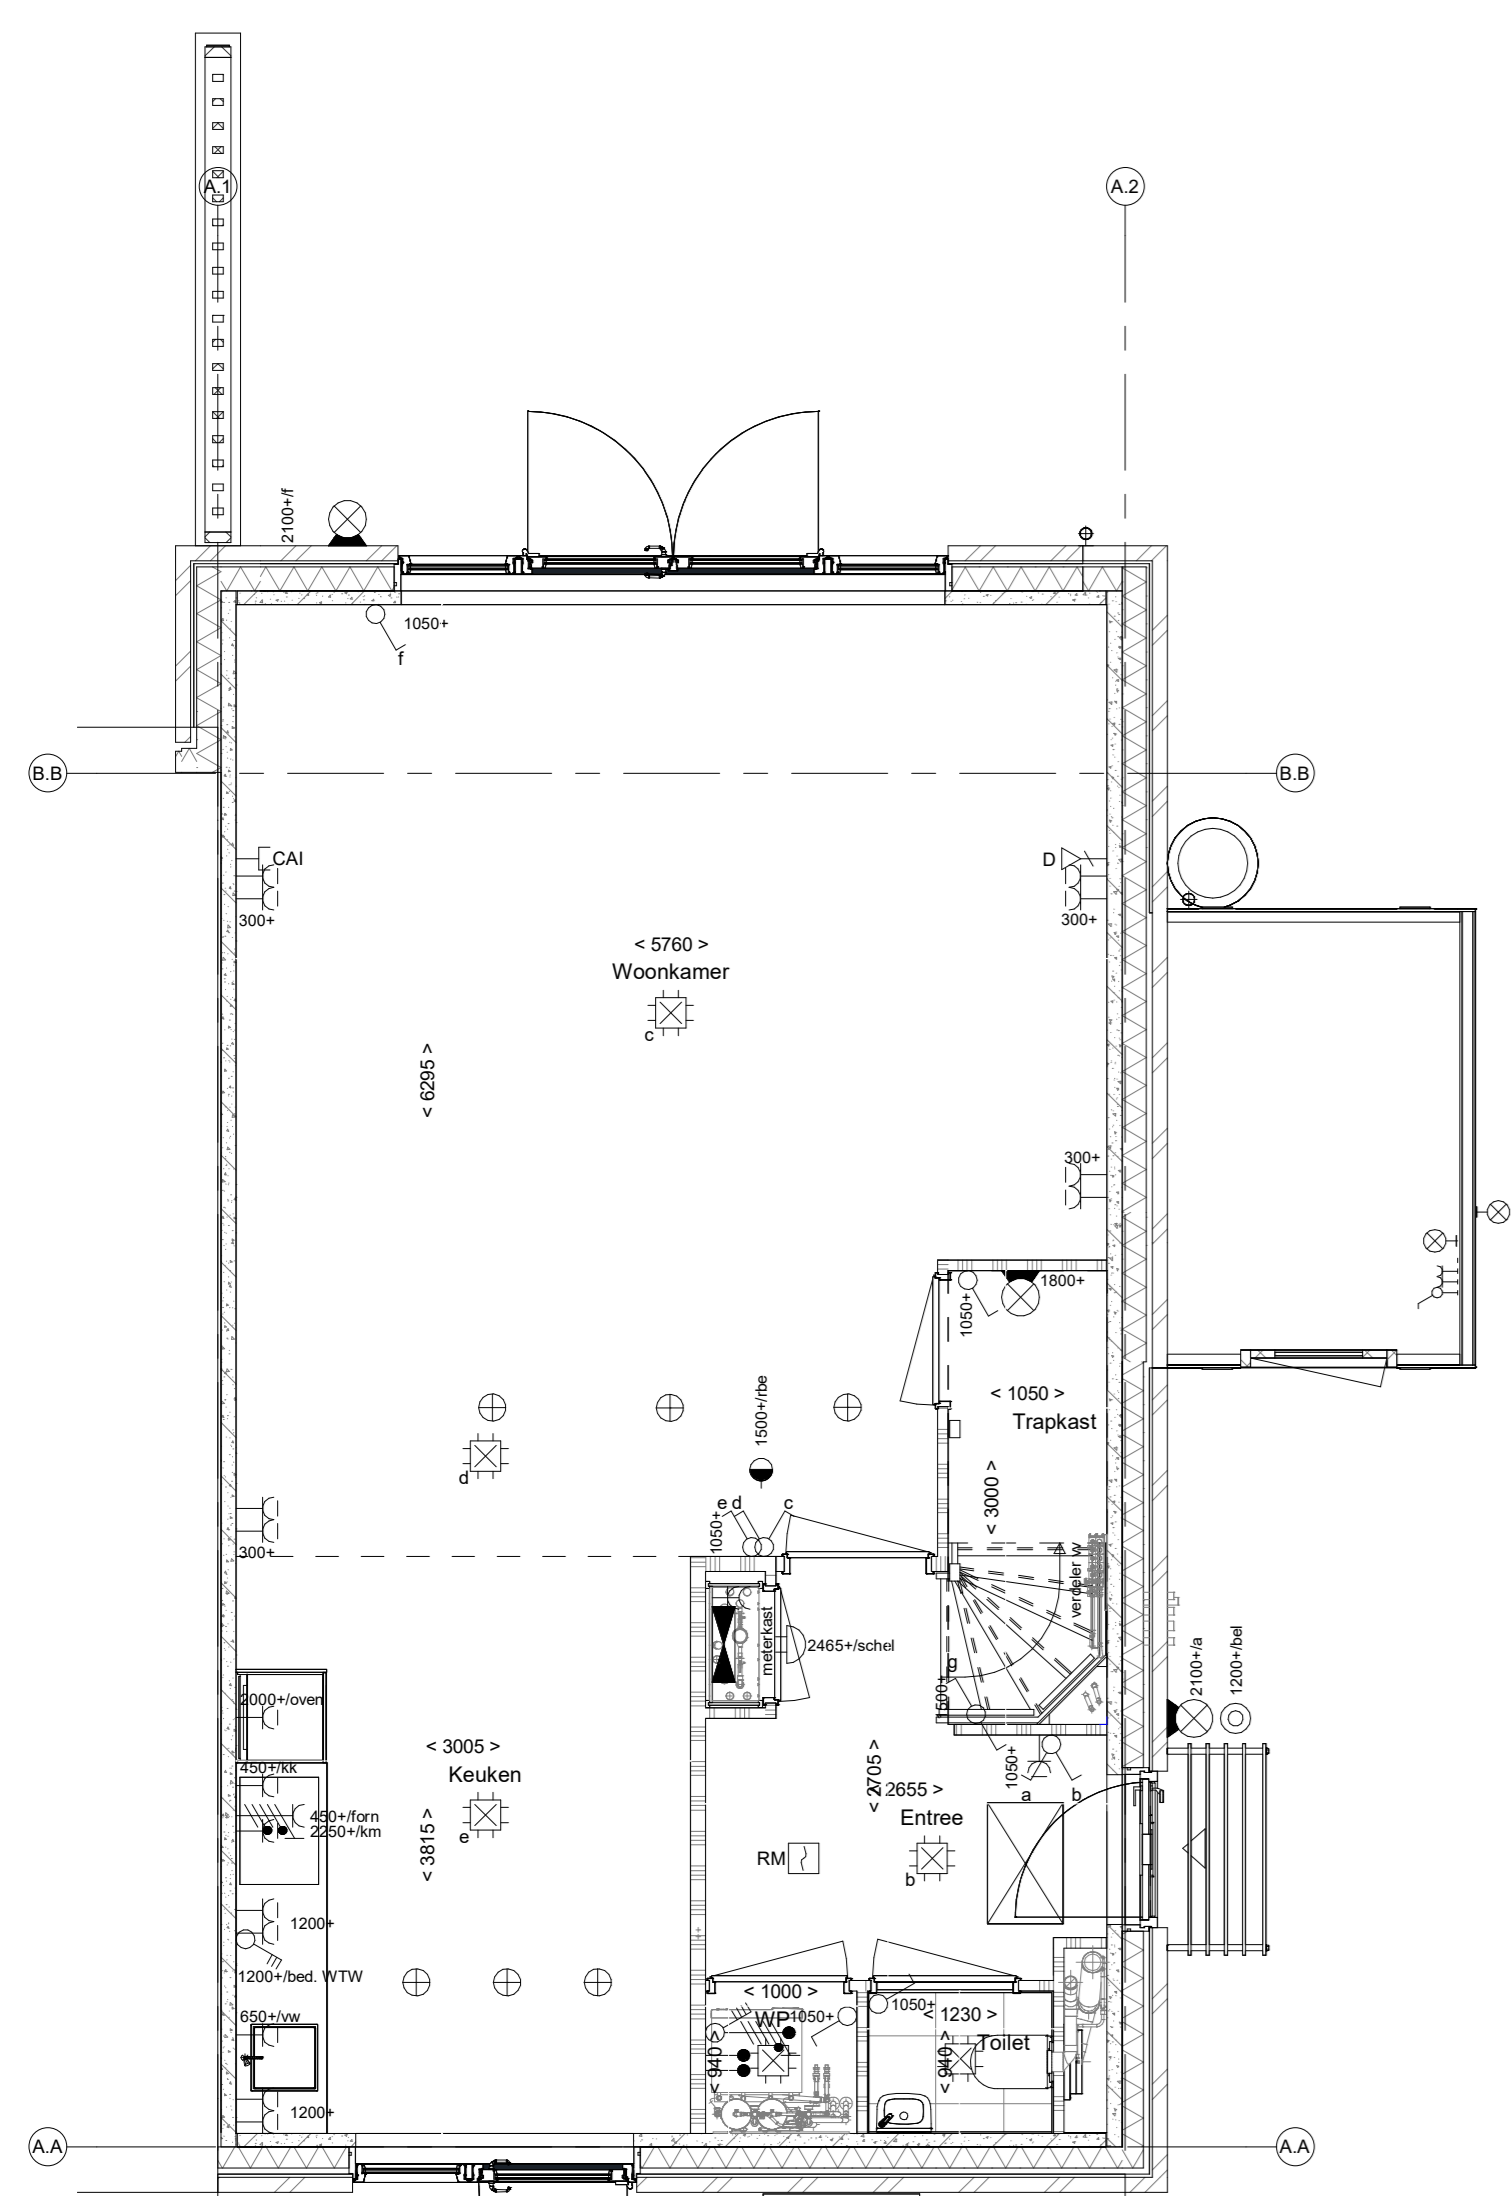 A.1
A.2
2100+/f
1050+
f
B.B
B.B
CAI
D
300+
300+
< 5760 >
Woonkamer
c
< 6295 >
300+
1050+
1800+
< 1050 >
Trapkast
1500+/rbe
d
< 3000 >
e d
c
1050+
300+
verdeler vv
meterkast
2465+/schel
g
1500+
2100+/a
1200+/bel
2000+/oven
< 3005 >
Keuken
450+/kk
450+/forn
2250+/km
e
< 3815 >
< 2705 >
< 2655 >
Entree
1050+
a
b
RM
b
1200+
1200+/bed. WTW
650+/vw
< 1000 >
WP
1050+
1050+
< 1230 >
Toilet
< 940 >
< 940 >
1200+
A.A
A.A